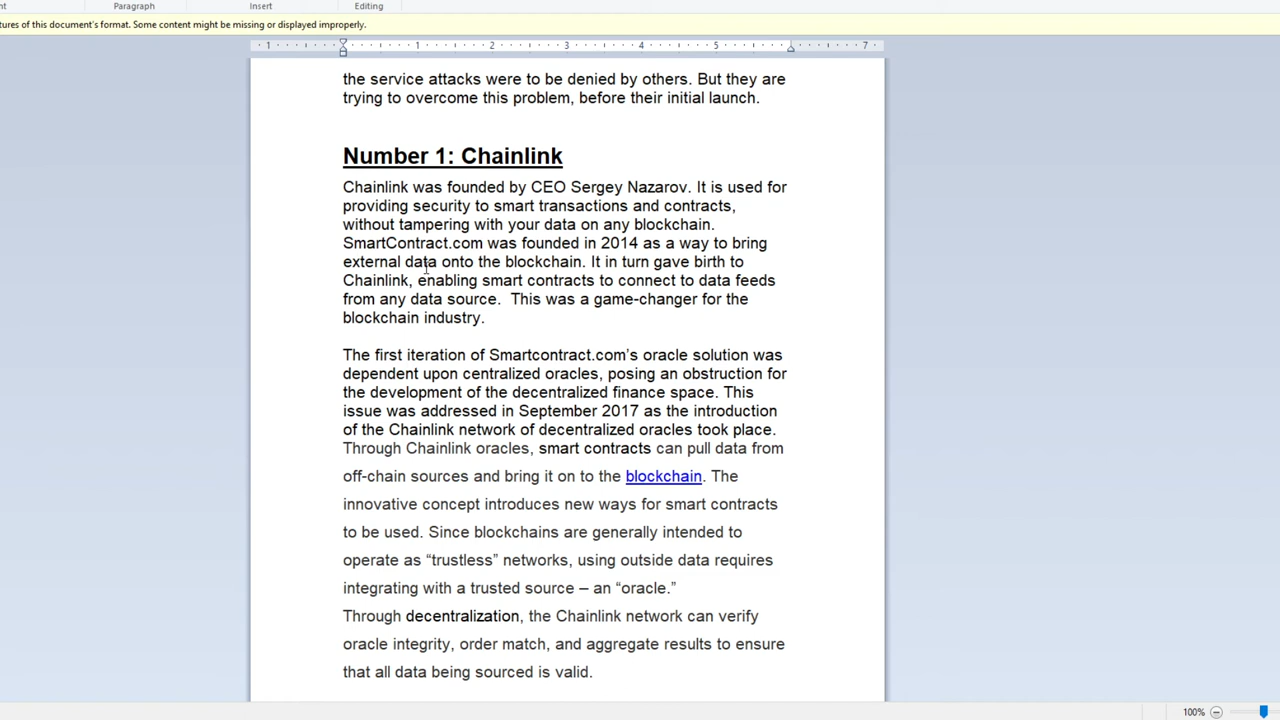 Paragraph Insert Editing
tures of this document's format. Some content might be missing or displayed improperly.
1 1 2 3 4 5 7
the service attacks were to be denied by others. But they are
trying to overcome this problem, before their initial launch.
Number 1: Chainlink
Chainlink was founded by CEO Sergey Nazarov. It is used for
providing security to smart transactions and contracts,
without tampering with your data on any blockchain.
SmartContract.com was founded in 2014 as a way to bring
external data onto the blockchain. It in turn gave birth to
Chainlink, enabling smart contracts to connect to data feeds
from any data source.  This was a game-changer for the
blockchain industry.
The first iteration of Smartcontract.com’s oracle solution was
dependent upon centralized oracles, posing an obstruction for
the development of the decentralized finance space. This
issue was addressed in September 2017 as the introduction
of the Chainlink network of decentralized oracles took place.
Through Chainlink oracles, smart contracts can pull data from
off-chain sources and bring it on to the blockchain. The
innovative concept introduces new ways for smart contracts
to be used. Since blockchains are generally intended to
operate as “trustless” networks, using outside data requires
integrating with a trusted source – an “oracle.”
Through decentralization, the Chainlink network can verify
oracle integrity, order match, and aggregate results to ensure
that all data being sourced is valid.
100%